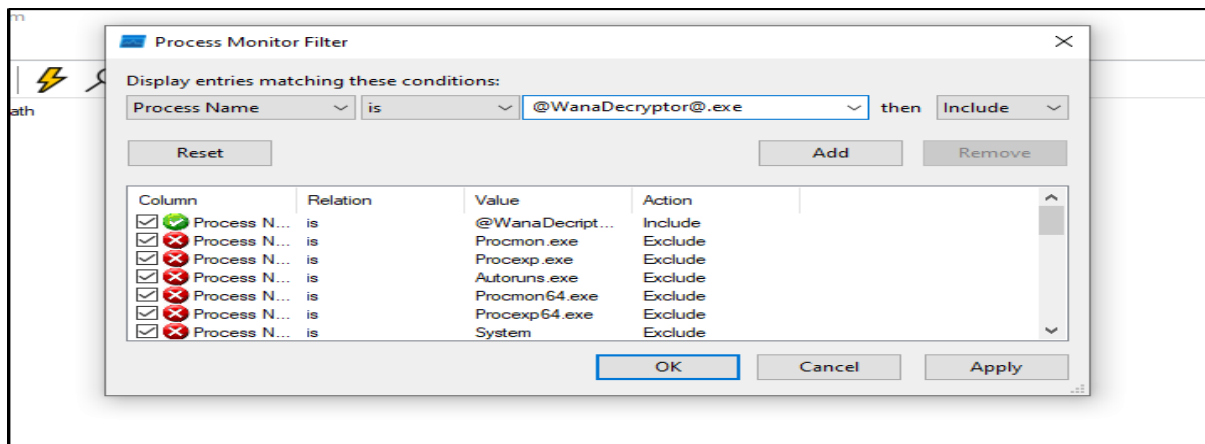 m
Process Monitor Filter
Display entries matching these conditions:
Process Name is @WanaDecryptor@.exe then Include
Reset Add Remove
ath
Column Relation Value Action
Process N... is @WanaDecript... Include
Process N... is Procmon.exe Exclude
Process N... is Procexp.exe Exclude
Process N... is Autoruns.exe Exclude
Process N... is Procmon64.exe Exclude
Process N... is Procexp64.exe Exclude
Process N... is System Exclude
OK Cancel Apply